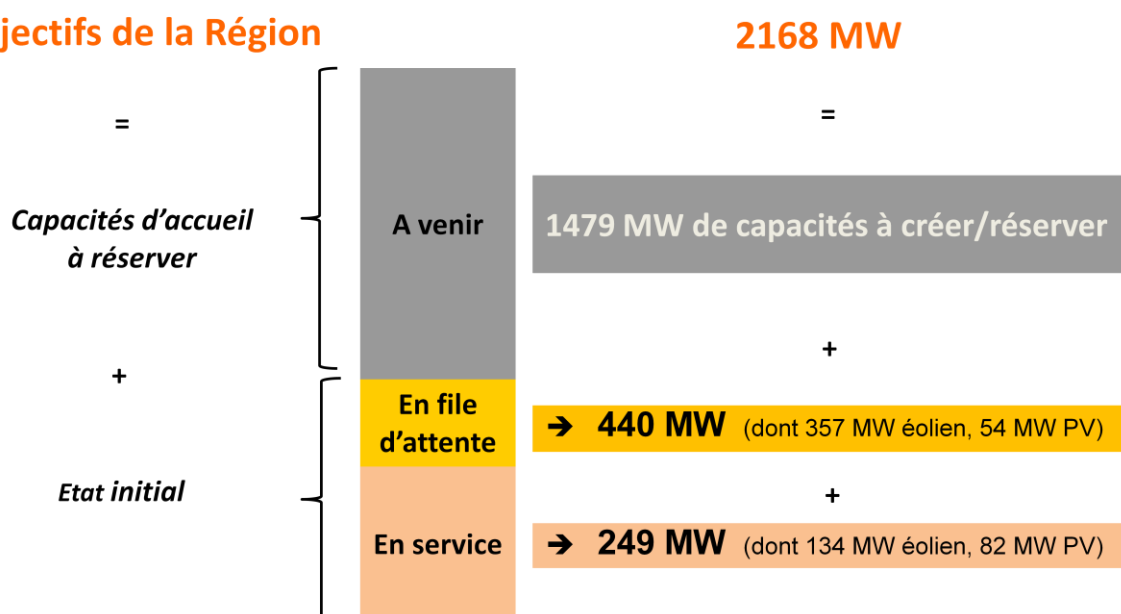 jectifs de la Région
2168 MW
=
=
Capacités d’accueil
à réserver
A venir
1479 MW de capacités à créer/réserver
+
+
En file
d’attente
➔ 440 MW (dont 357 MW éolien, 54 MW PV)
Etat initial
+
En service
➔ 249 MW (dont 134 MW éolien, 82 MW PV)